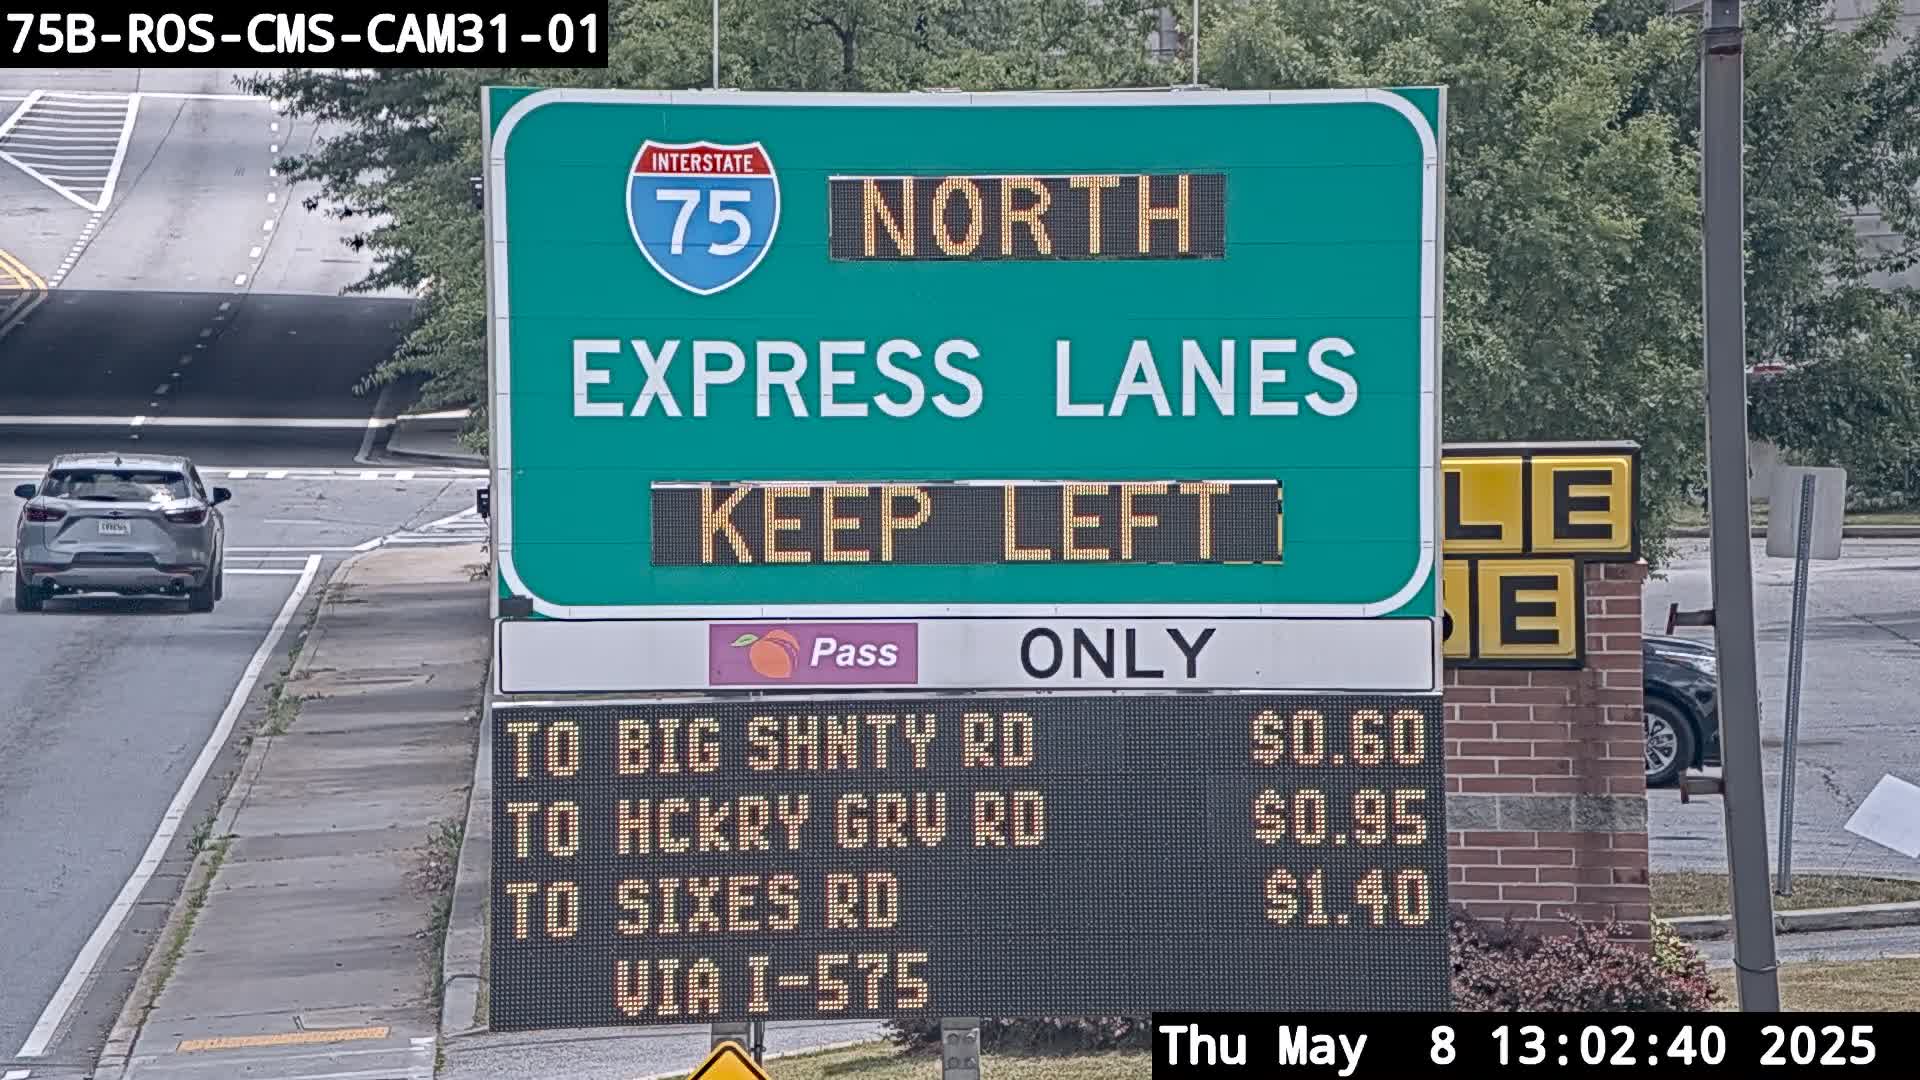 75B-ROS-CMS-CAM31-01
INTERSTATE
75
NORTH
EXPRESS LANES
KEEP LEFT
LE
E
Pass ONLY
TO BIG SHNTY RD $0.60
TO HCKRY GRV RD $0.95
TO SIXES RD $1.40
VIA I-575
Thu May 8 13:02:40 2025